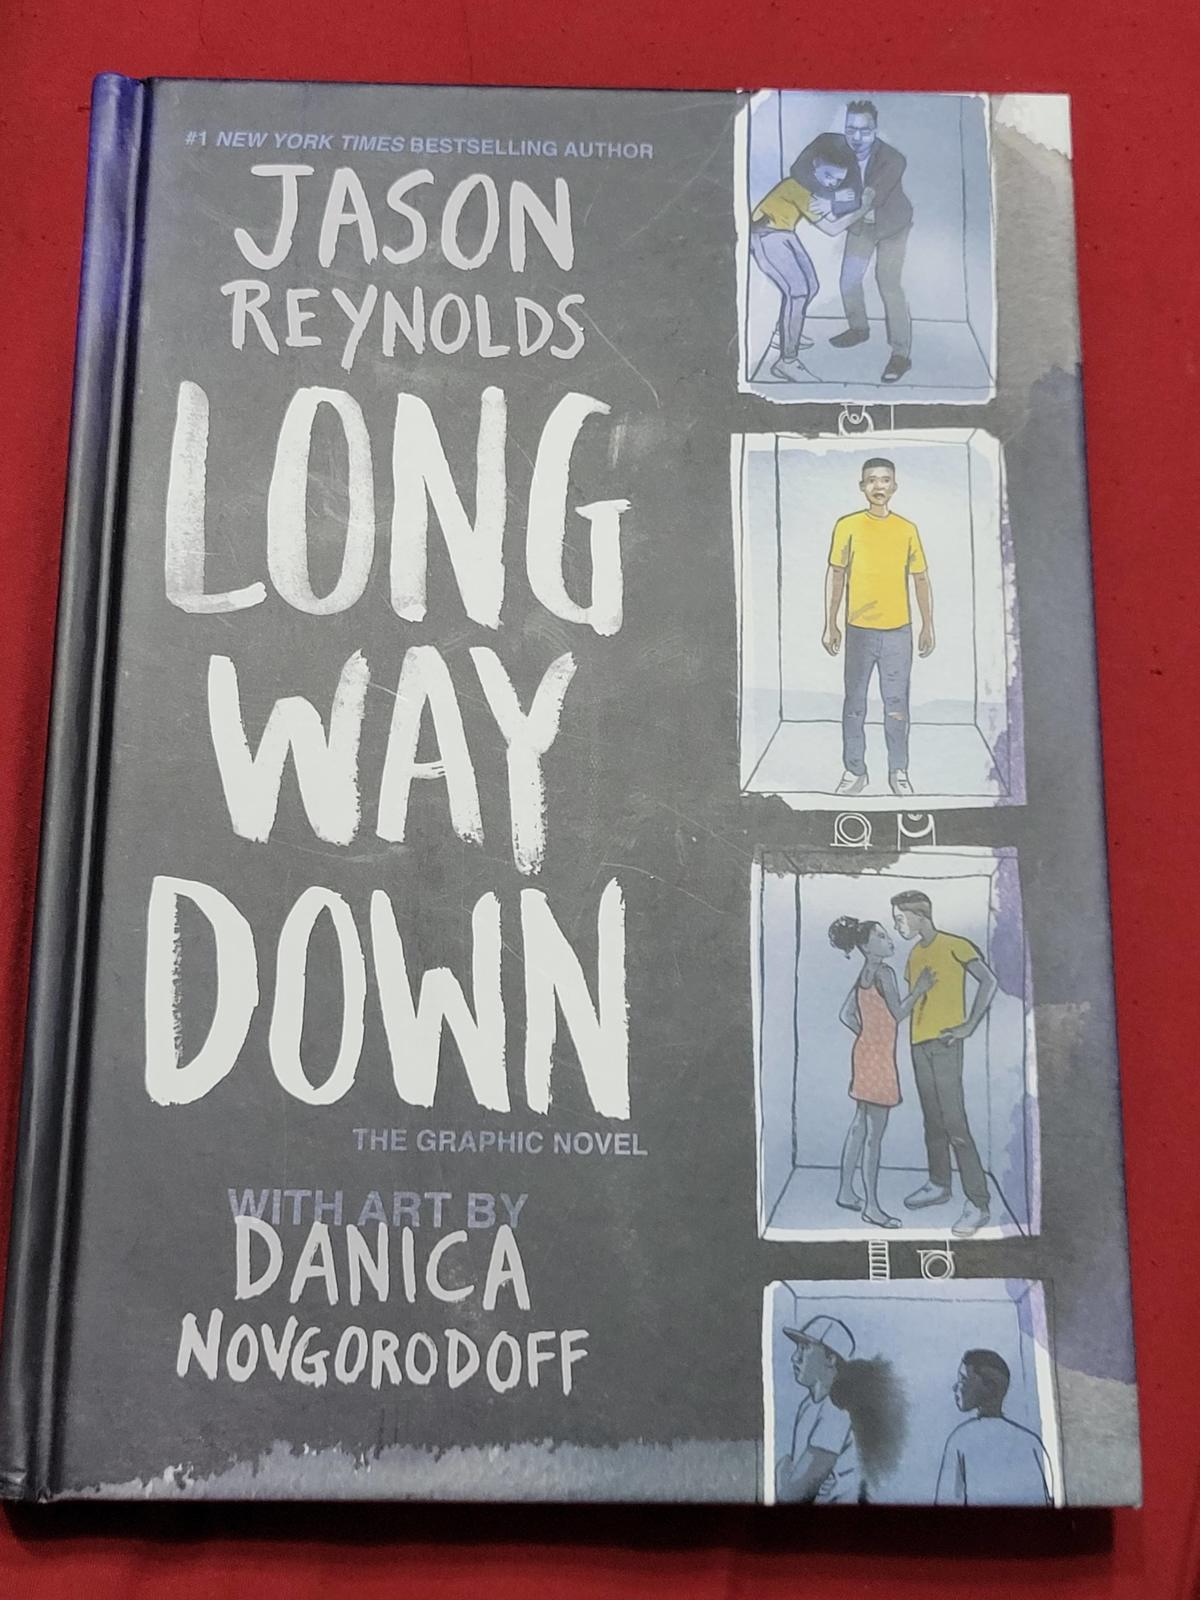 #1 NEW YORK TIMES BESTSELLING AUTHOR
JASON
REYNOLDS
LONG
WAY
DOWN
THE GRAPHIC NOVEL
WITH ART BY
DANICA
NOVGORODOFF